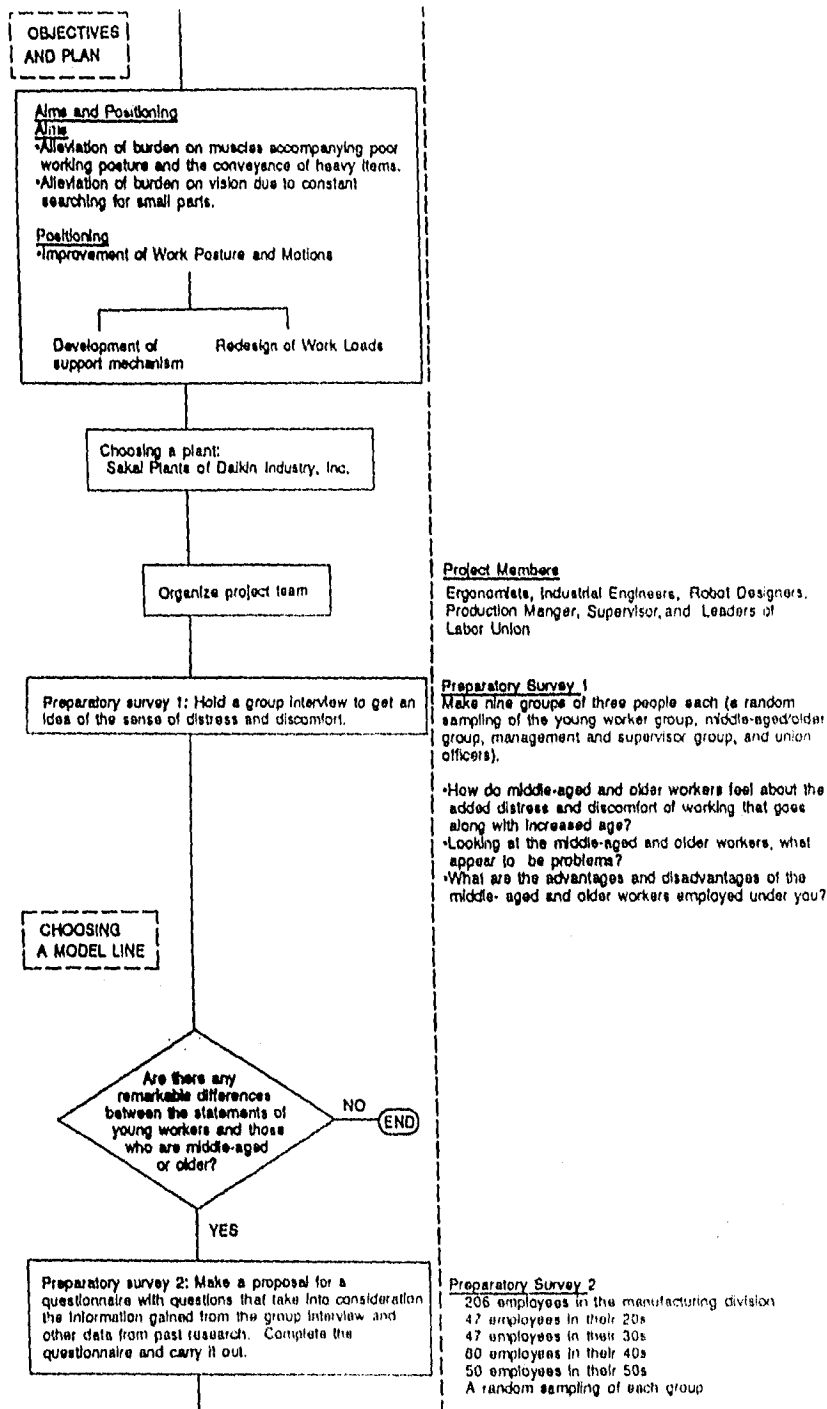 OBJECTIVES
AND PLAN
Aims and Positioning
Aims
•Alleviation of burden on muscles accompanying poor
working posture and the conveyance of heavy items.
•Alleviation of burden on vision due to constant
searching for small parts.
Positioning
•Improvement of Work Posture and Motions
Development of
support mechanism
Redesign of Work Loads
Choosing a plant:
Sakai Plants of Daikin Industry, Inc.
Organize project team
Project Members
Ergonomists, Industrial Engineers, Robot Designers,
Production Manger, Supervisor, and Leaders of
Labor Union
Preparatory survey 1: Hold a group interview to get an
idea of the sense of distress and discomfort.
Preparatory Survey 1
Make nine groups of three people each (a random
sampling of the young worker group, middle-aged/older
group, management and supervisor group, and union
officers).
•How do middle-aged and older workers feel about the
added distress and discomfort of working that goes
along with increased age?
•Looking at the middle-aged and older workers, what
appear to be problems?
•What are the advantages and disadvantages of the
middle- aged and older workers employed under you?
CHOOSING
A MODEL LINE
Are there any
remarkable differences
between the statements of
young workers and those
who are middle-aged
or older?
NO
END
YES
Preparatory survey 2: Make a proposal for a
questionnaire with questions that take into consideration
the information gained from the group interview and
other data from past research. Complete the
questionnaire and carry it out.
Preparatory Survey 2
206 employees in the manufacturing division
47 employees in their 20s
47 employees in their 30s
60 employees in their 40s
50 employees in their 50s
A random sampling of each group